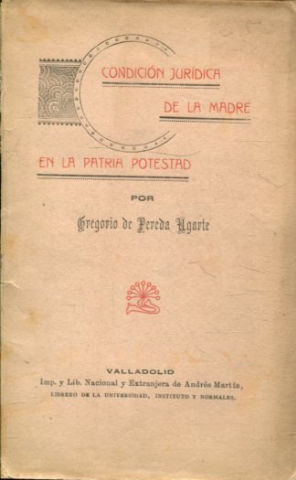 CONDICIÓN JURÍDICA
DE LA MADRE
EN LA PATRIA POTESTAD
POR
Gregorio de Pereda Ugarte
VALLADOLID
Imp. y Lib. Nacional y Extranjera de Andrés Martín,
LIBRERO DE LA UNIVERSIDAD, INSTITUTO Y NORMALES.